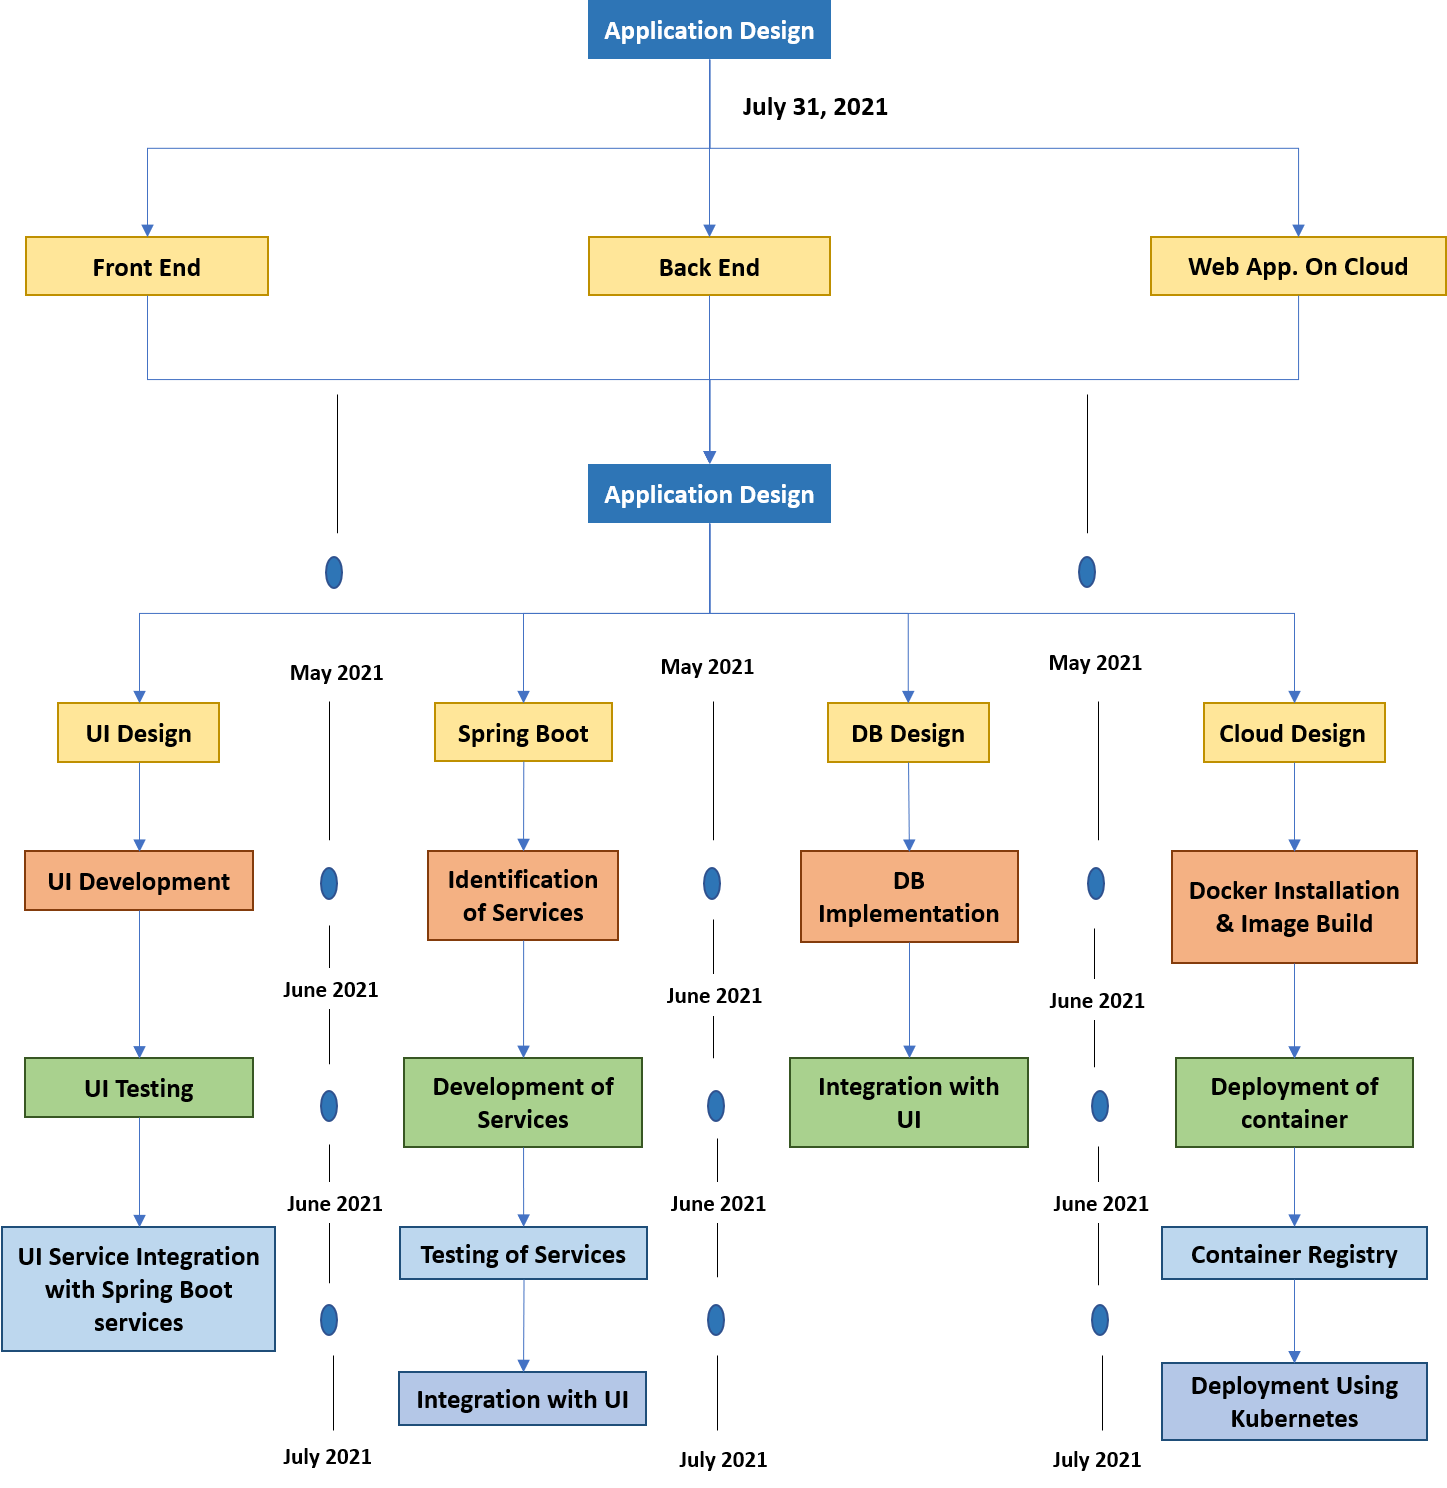 Application Design
July 31, 2021
Front End
Back End
Web App. On Cloud
Application Design
May 2021
May 2021
May 2021
UI Design
Spring Boot
DB Design
Cloud Design
UI Development
Identification
of Services
DB
Implementation
Docker Installation
& Image Build
June 2021
June 2021
June 2021
UI Testing
Development of
Services
Integration with
UI
Deployment of
container
June 2021
June 2021
June 2021
UI Service Integration
with Spring Boot
services
Testing of Services
Container Registry
Integration with UI
Deployment Using
Kubernetes
July 2021
July 2021
July 2021